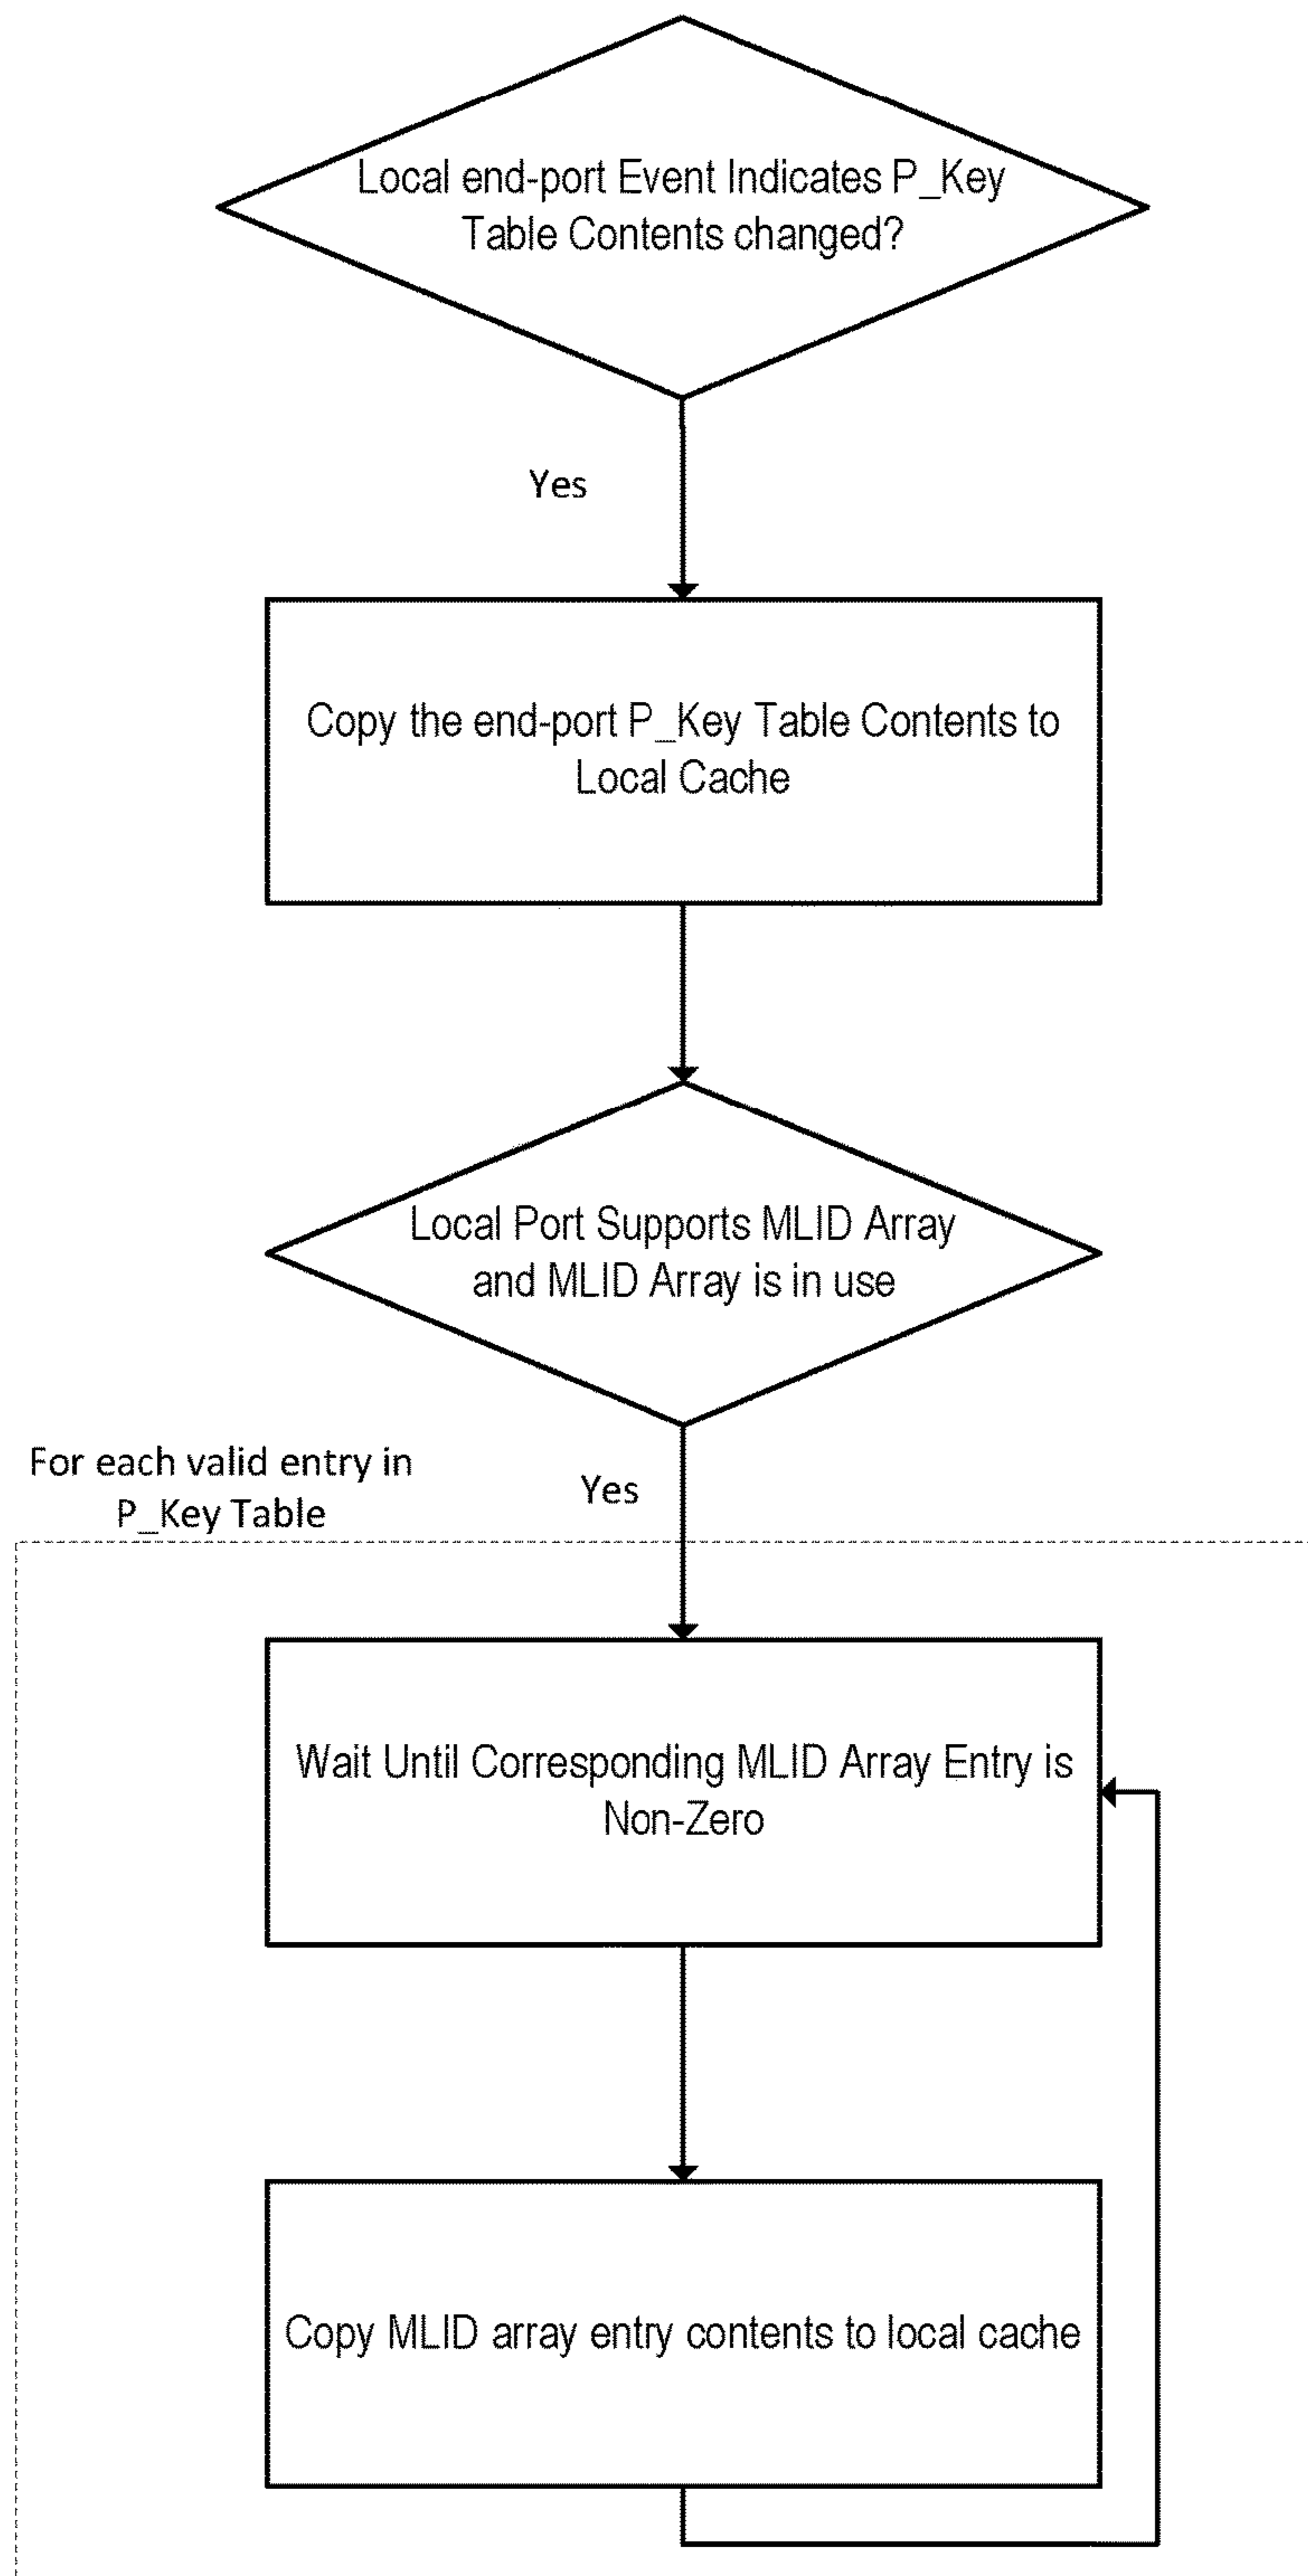 Local end-port Event Indicates P_Key
Table Contents changed?
Yes
Copy the end-port P_Key Table Contents to
Local Cache
Local Port Supports MLID Array
and MLID Array is in use
For each valid entry in
P_Key Table
Yes
Wait Until Corresponding MLID Array Entry is
Non-Zero
Copy MLID array entry contents to local cache